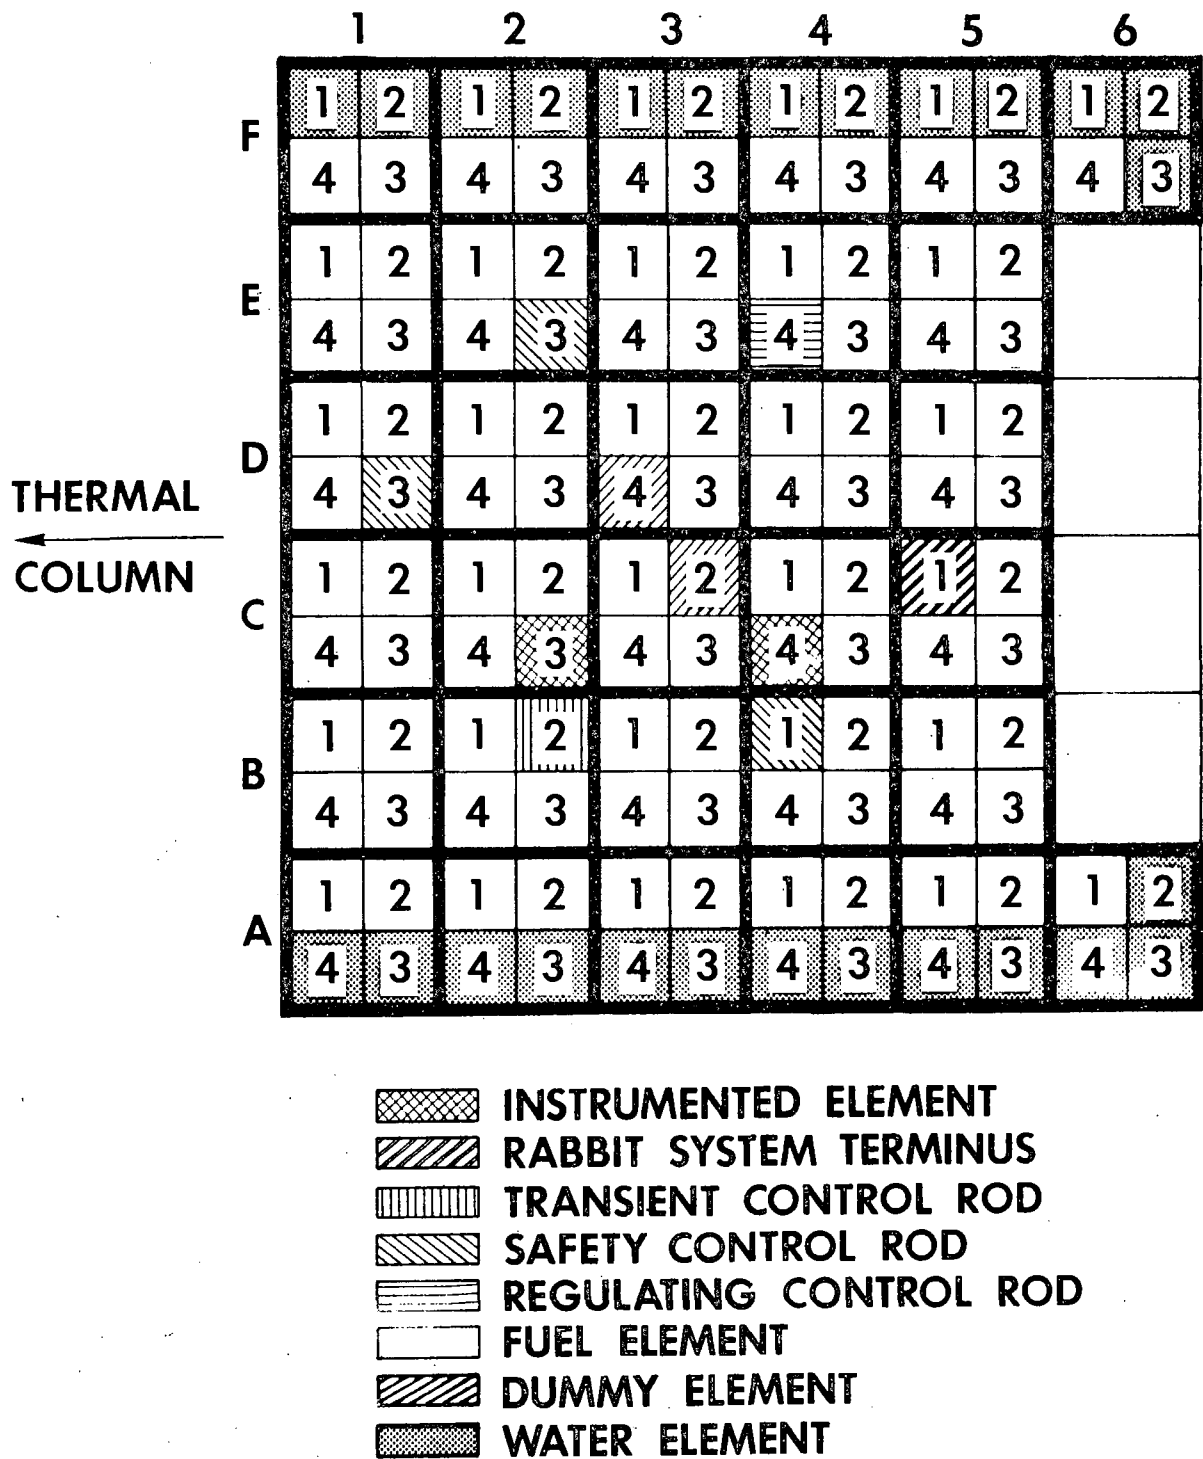 1 2 3 4 5 6
F 1 2 1 2 1 2 1 2 1 2 1 2
4 3 4 3 4 3 4 3 4 3 4 3
E 1 2 1 2 1 2 1 2 1 2
4 3 4 3 4 3 4 3 4 3
D 1 2 1 2 1 2 1 2 1 2
4 3 4 3 4 3 4 3 4 3
THERMAL
COLUMN
C 1 2 1 2 1 2 1 2 1 2
4 3 4 3 4 3 4 3 4 3
B 1 2 1 2 1 2 1 2 1 2
4 3 4 3 4 3 4 3 4 3
A 1 2 1 2 1 2 1 2 1 2 1 2
4 3 4 3 4 3 4 3 4 3 4 3
INSTRUMENTED ELEMENT
RABBIT SYSTEM TERMINUS
TRANSIENT CONTROL ROD
SAFETY CONTROL ROD
REGULATING CONTROL ROD
FUEL ELEMENT
DUMMY ELEMENT
WATER ELEMENT